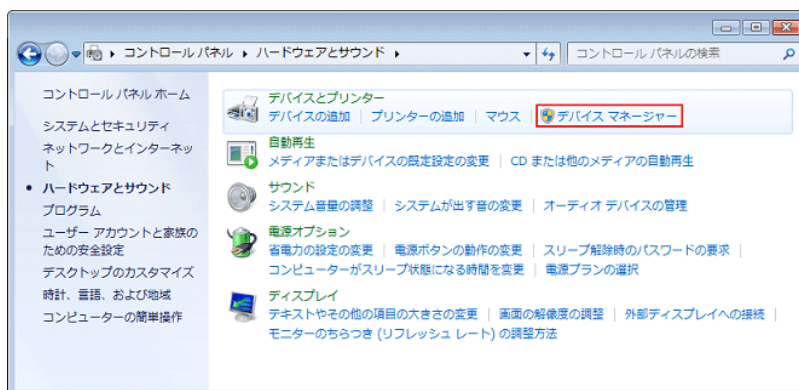 コントロール パネル ▸ ハードウェアとサウンド ▸
コントロール パネルの検索
コントロール パネル ホーム
システムとセキュリティ
ネットワークとインターネッ
ト
ハードウェアとサウンド
プログラム
ユーザー アカウントと家族の
ための安全設定
デスクトップのカスタマイズ
時計、言語、および地域
コンピューターの簡単操作
デバイスとプリンター
デバイスの追加 | プリンターの追加 | マウス | デバイス マネージャー
自動再生
メディアまたはデバイスの既定設定の変更 | CD または他のメディアの自動再生
サウンド
システム音量の調整 | システムが出す音の変更 | オーディオ デバイスの管理
電源オプション
省電力の設定の変更 | 電源ボタンの動作の変更 | スリープ解除時のパスワードの要求 |
コンピューターがスリープ状態になる時間を変更 | 電源プランの選択
ディスプレイ
テキストやその他の項目の大きさの変更 | 画面の解像度の調整 | 外部ディスプレイへの接続 |
モニターのちらつき (リフレッシュ レート) の調整方法